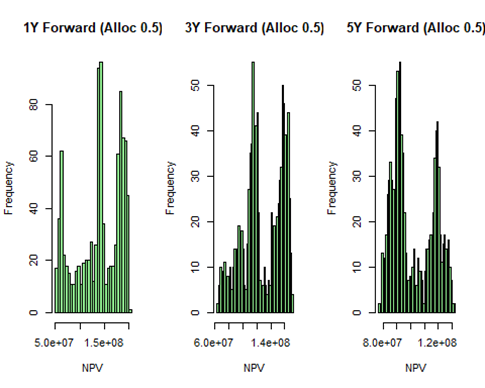 1Y Forward (Alloc 0.5)
Frequency
0 20 40 60 80
5.0e+07 1.5e+08
NPV
3Y Forward (Alloc 0.5)
Frequency
0 10 20 30 40 50
6.0e+07 1.4e+08
NPV
5Y Forward (Alloc 0.5)
Frequency
0 10 20 30 40 50
8.0e+07 1.2e+08
NPV